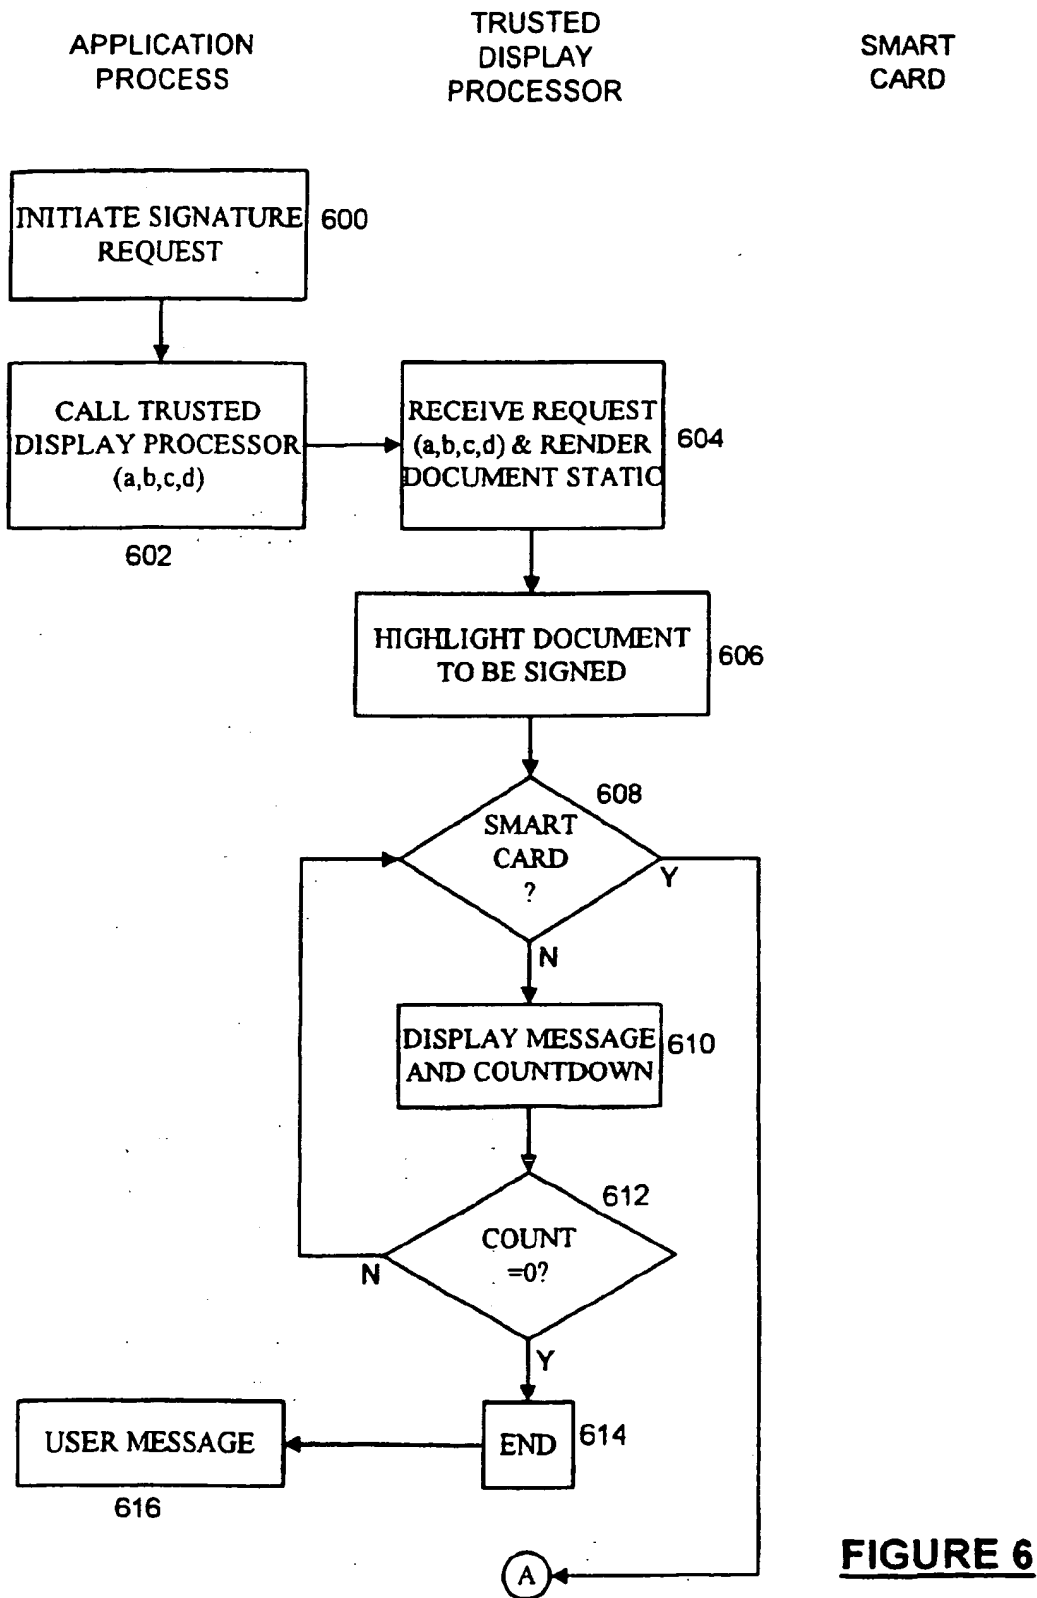 APPLICATION
PROCESS
TRUSTED
DISPLAY
PROCESSOR
SMART
CARD
INITIATE SIGNATURE
REQUEST
600
CALL TRUSTED
DISPLAY PROCESSOR
(a,b,c,d)
602
RECEIVE REQUEST
(a,b,c,d) & RENDER
DOCUMENT STATIC
604
HIGHLIGHT DOCUMENT
TO BE SIGNED
606
608
SMART
CARD
?
Y
N
DISPLAY MESSAGE
AND COUNTDOWN
610
612
COUNT
=0?
N
Y
USER MESSAGE
616
END
614
A
FIGURE 6